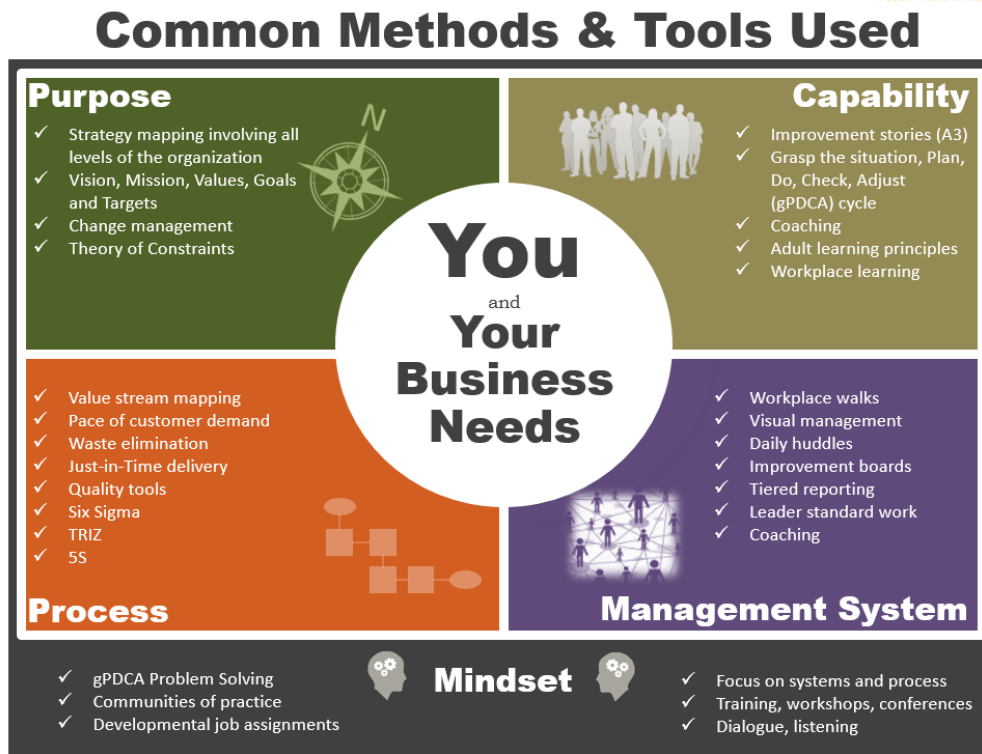 Common Methods & Tools Used
Purpose
✓ Strategy mapping involving all
levels of the organization
✓ Vision, Mission, Values, Goals
and Targets
✓ Change management
✓ Theory of Constraints
N
Capability
✓ Improvement stories (A3)
✓ Grasp the situation, Plan,
Do, Check, Adjust
(gPDCA) cycle
✓ Coaching
✓ Adult learning principles
✓ Workplace learning
You
and
Your
Business
Needs
✓ Value stream mapping
✓ Pace of customer demand
✓ Waste elimination
✓ Just-in-Time delivery
✓ Quality tools
✓ Six Sigma
✓ TRIZ
✓ 5S
Process
✓ Workplace walks
✓ Visual management
✓ Daily huddles
✓ Improvement boards
✓ Tiered reporting
✓ Leader standard work
✓ Coaching
Management System
Mindset
✓ gPDCA Problem Solving
✓ Communities of practice
✓ Developmental job assignments
✓ Focus on systems and process
✓ Training, workshops, conferences
✓ Dialogue, listening